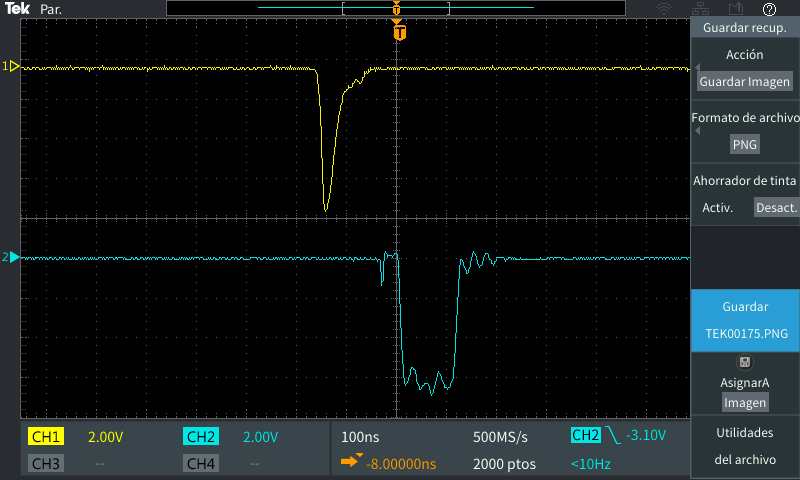 Tek Par.
T
?
T
Guardar recup.
1
Acción
Guardar Imagen
Formato de archivo
PNG
Ahorrador de tinta
Activ. Desact.
2
Guardar
TEK00175.PNG
AsignarA
Imagen
CH1 2.00V CH2 2.00V 100ns 500MS/s CH2 -3.10V
CH3 -- CH4 -- -8.00000ns 2000 ptos <10Hz
Utilidades
del archivo